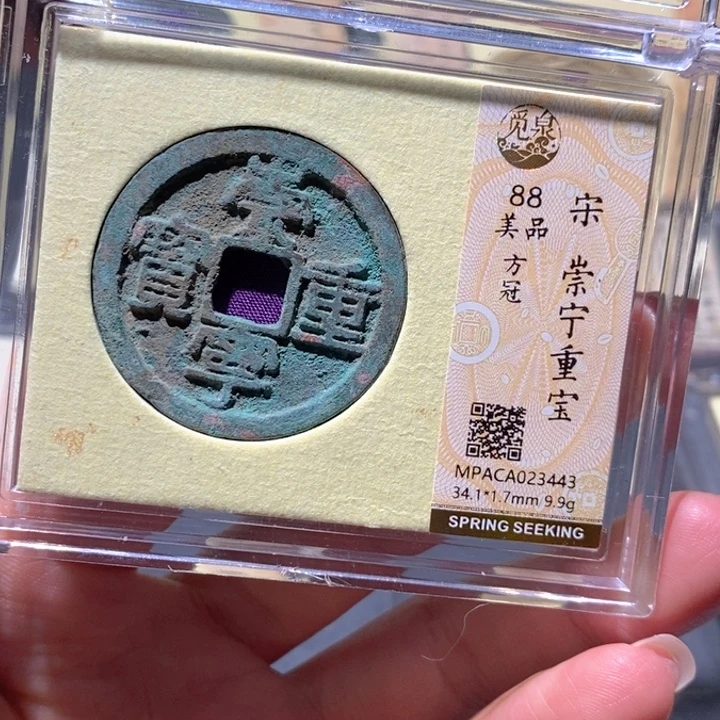 崇
寧
重
寶
觅泉
88
美品
方冠
宋 崇宁重宝
MPACA023443
34.1*1.7mm 9.9g
SPRING SEEKING